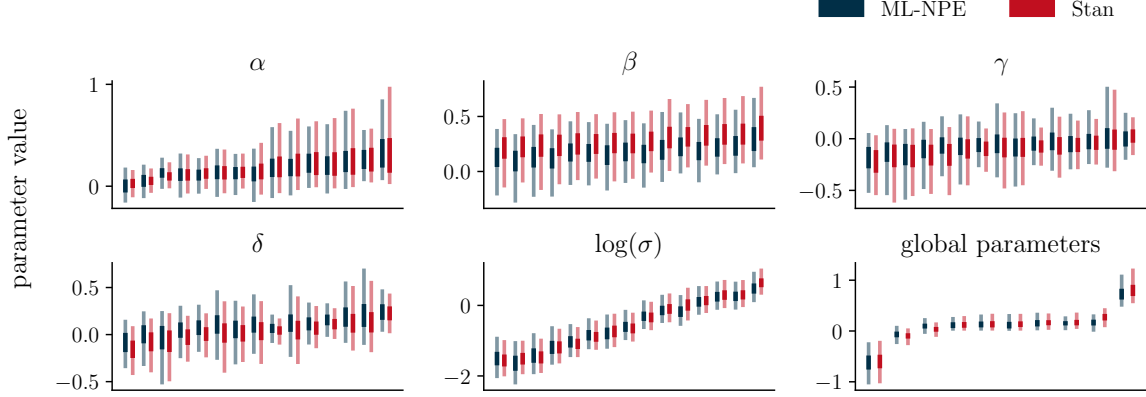 ML-NPE Stan
parameter value
α
1
0
β
0.5
0.0
γ
0.5
0.0
−0.5
δ
0.5
0.0
−0.5
log(σ)
0
−2
global parameters
1
0
−1